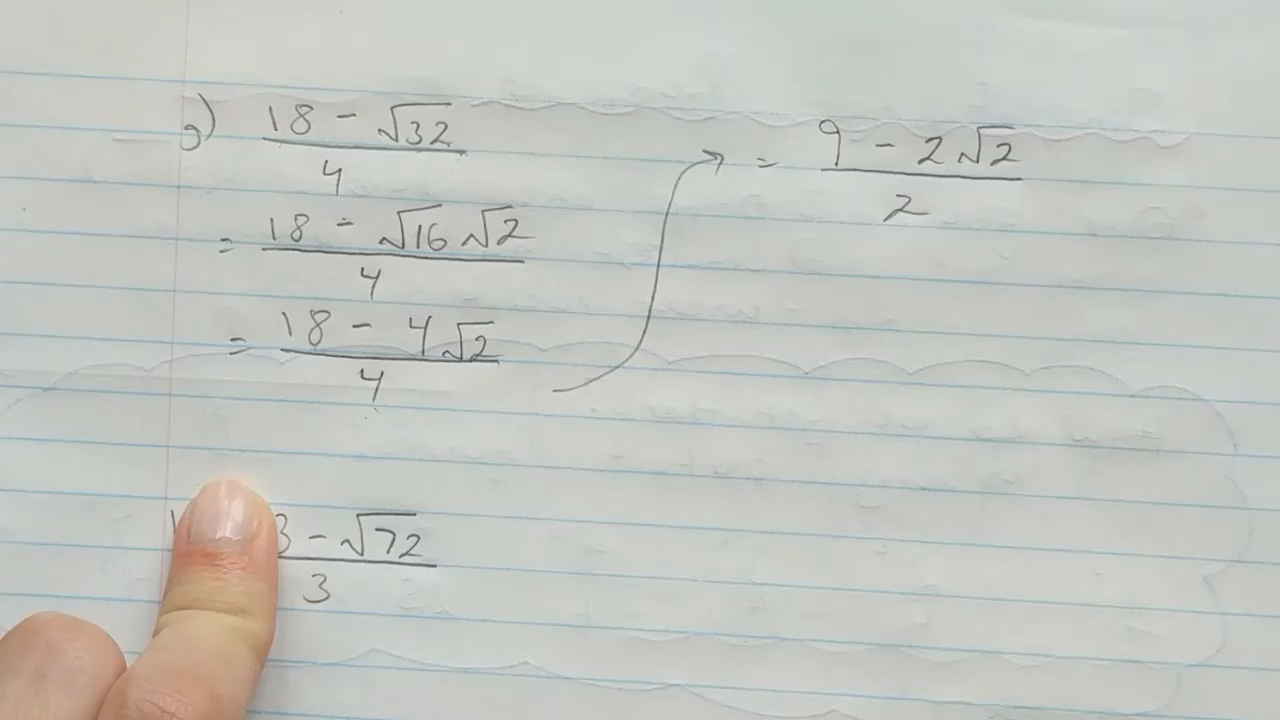 g) (18 - √32)/4
= (18 - √16 √2)/4
= (18 - 4√2)/4
= (9 - 2√2)/2
3 - √72
3